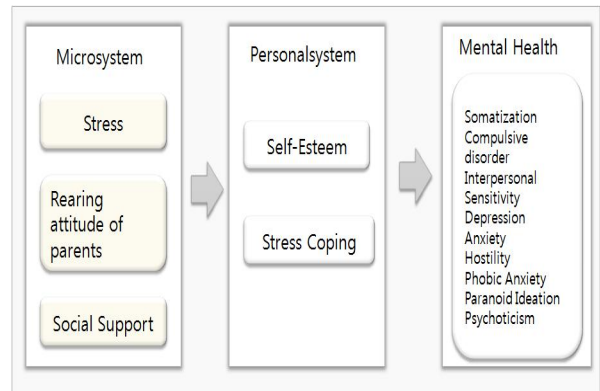 Microsystem
Stress
Rearing
attitude of
parents
Social Support
Personalsystem
Self-Esteem
Stress Coping
Mental Health
Somatization
Compulsive
disorder
Interpersonal
Sensitivity
Depression
Anxiety
Hostility
Phobic Anxiety
Paranoid Ideation
Psychoticism